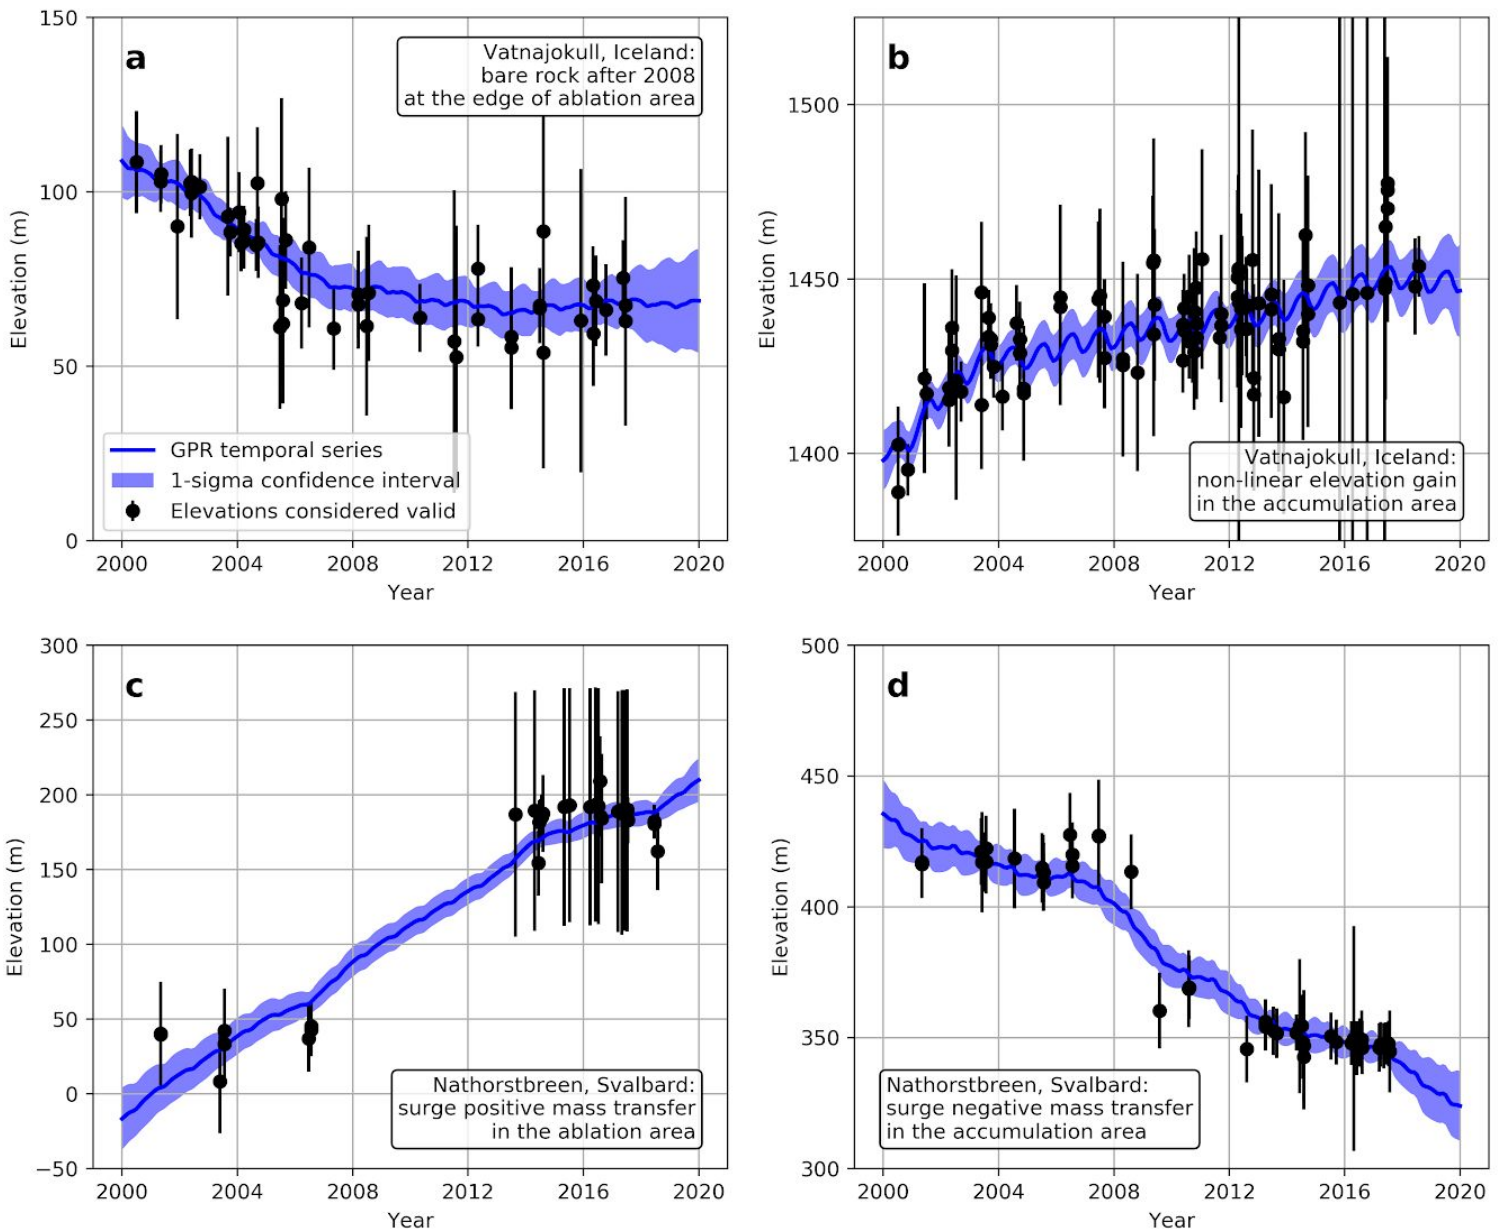 a
Vatnajokull, Iceland:
bare rock after 2008
at the edge of ablation area
150
100
50
0
Elevation (m)
GPR temporal series
1-sigma confidence interval
Elevations considered valid
2000 2004 2008 2012 2016 2020
Year
b
1500
1450
1400
Elevation (m)
Vatnajokull, Iceland:
non-linear elevation gain
in the accumulation area
2000 2004 2008 2012 2016 2020
Year
c
300
250
200
150
100
50
0
−50
Elevation (m)
Nathorstbreen, Svalbard:
surge positive mass transfer
in the ablation area
2000 2004 2008 2012 2016 2020
Year
d
500
450
400
350
300
Elevation (m)
Nathorstbreen, Svalbard:
surge negative mass transfer
in the accumulation area
2000 2004 2008 2012 2016 2020
Year